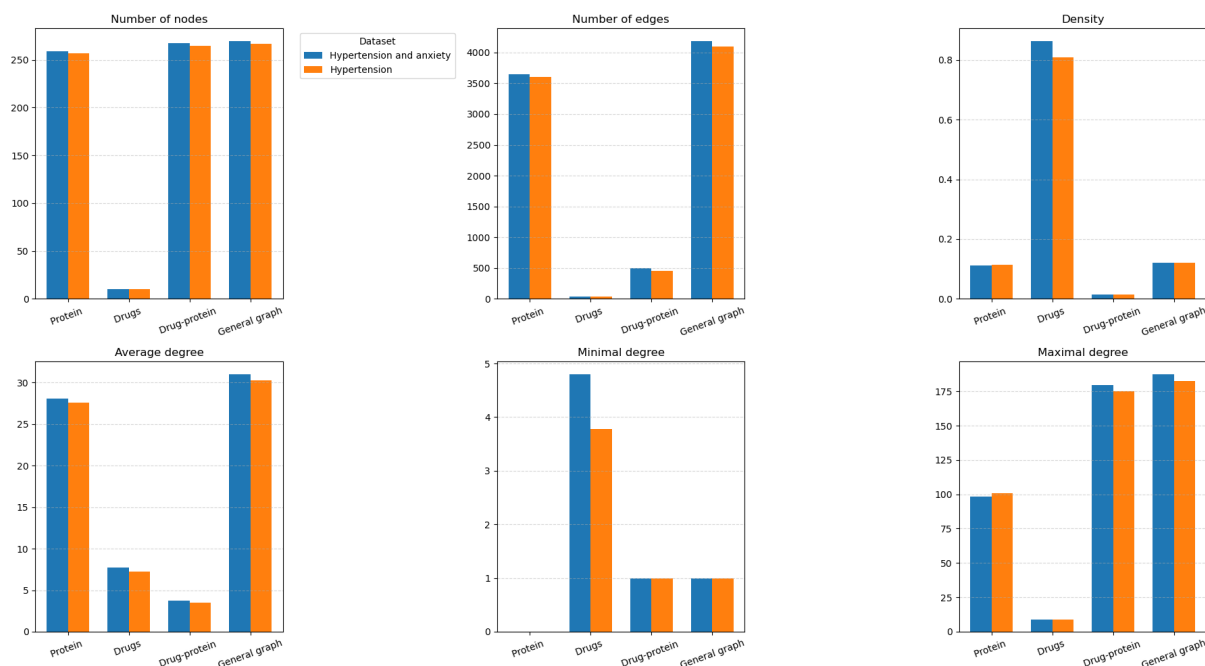 Number of nodes
250
200
150
100
50
0
Protein
Drugs
Drug-protein
General graph
Dataset
Hypertension and anxiety
Hypertension
Number of edges
4000
3500
3000
2500
2000
1500
1000
500
0
Protein
Drugs
Drug-protein
General graph
Density
0.8
0.6
0.4
0.2
0.0
Protein
Drugs
Drug-protein
General graph
Average degree
30
25
20
15
10
5
0
Protein
Drugs
Drug-protein
General graph
Minimal degree
5
4
3
2
1
0
Protein
Drugs
Drug-protein
General graph
Maximal degree
175
150
125
100
75
50
25
0
Protein
Drugs
Drug-protein
General graph